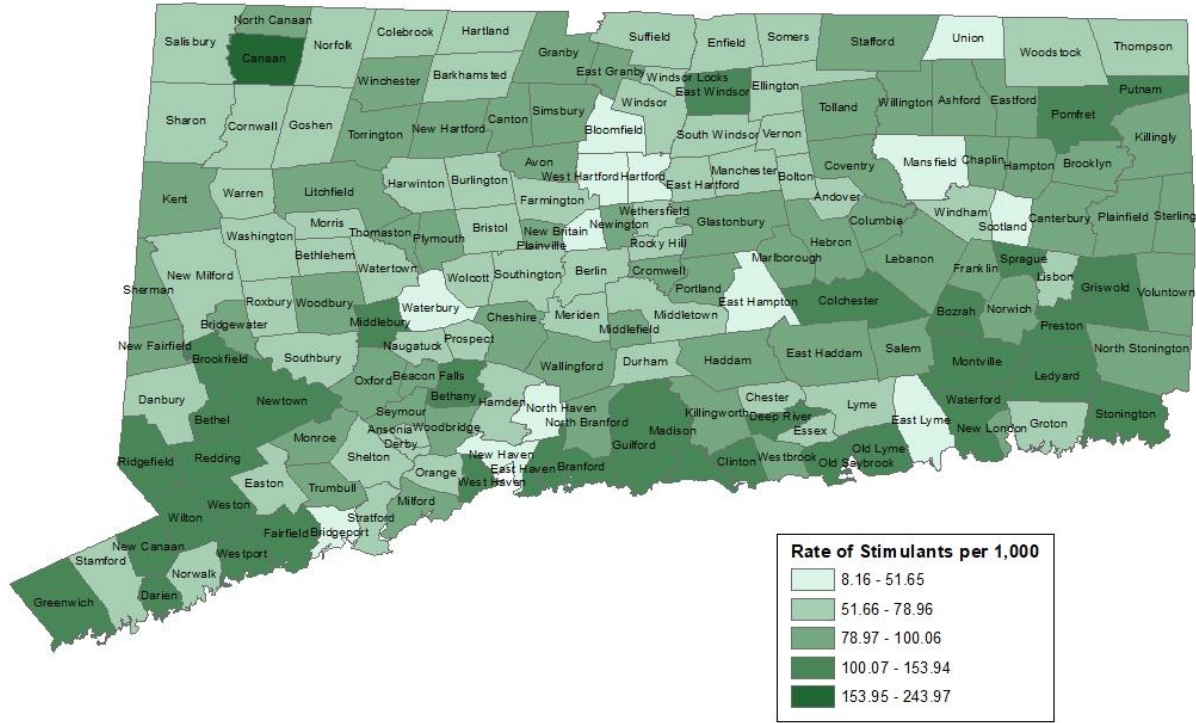 North Canaan
Salisbury
Canaan
Norfolk
Colebrook
Hartland
Granby
Suffield
Enfield
Somers
Stafford
Union
Woodstock
Thompson
Winchester
Barkhamsted
East Granby
Windsor Locks
East Windsor
Ellington
Putnam
Pomfret
Sharon
Cornwall
Goshen
Torrington
New Hartford
Canton
Simsbury
Windsor
Bloomfield
South Windsor
Vernon
Tolland
Willington
Ashford
Eastford
Killingly
Kent
Warren
Litchfield
Harwinton
Burlington
Avon
West Hartford
Hartford
East Hartford
Manchester
Bolton
Coventry
Mansfield
Chaplin
Hampton
Brooklyn
Andover
Washington
Morris
Thomaston
Plymouth
Bristol
Farmington
New Britain
Plainville
Newington
Wethersfield
Rocky Hill
Glastonbury
Hebron
Columbia
Windham
Scotland
Canterbury
Plainfield
Sterling
New Milford
Bethlehem
Watertown
Wolcott
Southington
Berlin
Cromwell
Portland
Marlborough
Lebanon
Franklin
Sprague
Lisbon
Griswold
Voluntown
Sherman
Roxbury
Woodbury
Bridgewater
Middlebury
Waterbury
Cheshire
Meriden
Middlefield
Middletown
East Hampton
Colchester
Bozrah
Norwich
Preston
New Fairfield
Brookfield
Southbury
Naugatuck
Prospect
Wallingford
Durham
Haddam
East Haddam
Salem
Montville
North Stonington
Ledyard
Danbury
Bethel
Newtown
Oxford
Beacon Falls
Bethany
Hamden
North Haven
North Branford
Killingworth
Chester
Deep River
Essex
Lyme
East Lyme
Waterford
New London
Groton
Stonington
Seymour
Ansonia
Derby
Woodbridge
Monroe
Guilford
Madison
Ridgefield
Redding
Easton
Trumbull
Shelton
Orange
New Haven
West Haven
East Haven
Branford
Clinton
Westbrook
Old Saybrook
Old Lyme
Weston
Wilton
Milford
Stratford
Bridgeport
Fairfield
New Canaan
Westport
Stamford
Norwalk
Darien
Greenwich
Rate of Stimulants per 1,000
8.16 - 51.65
51.66 - 78.96
78.97 - 100.06
100.07 - 153.94
153.95 - 243.97